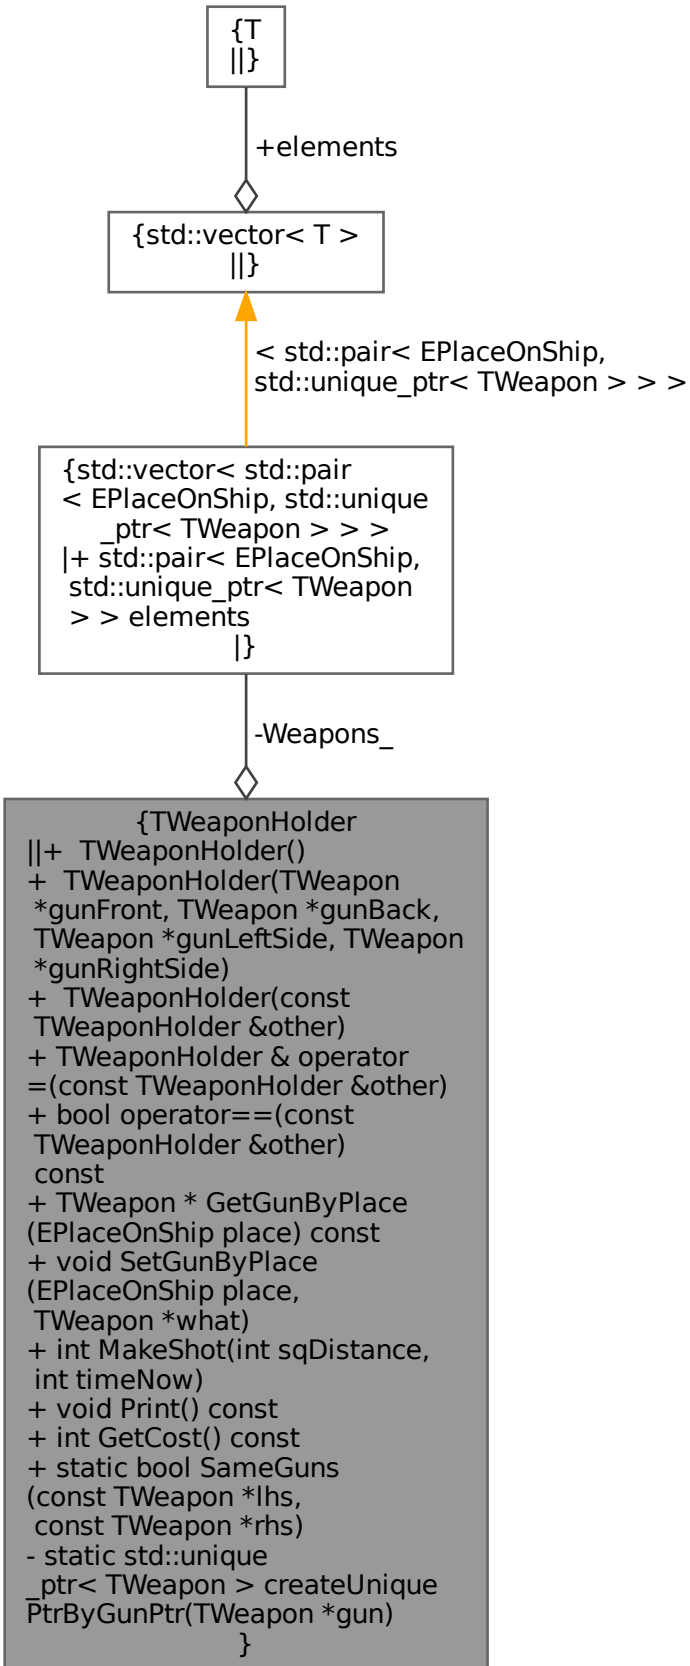 {T
||}
+elements
{std::vector< T >
||}
< std::pair< EPlaceOnShip,
std::unique_ptr< TWeapon > > >
{std::vector< std::pair
< EPlaceOnShip, std::unique
_ptr< TWeapon > > >
|+ std::pair< EPlaceOnShip,
std::unique_ptr< TWeapon
> > elements
|}
-Weapons_
{TWeaponHolder
||+  TWeaponHolder()
+  TWeaponHolder(TWeapon
*gunFront, TWeapon *gunBack,
TWeapon *gunLeftSide, TWeapon
*gunRightSide)
+  TWeaponHolder(const
TWeaponHolder &other)
+ TWeaponHolder & operator
=(const TWeaponHolder &other)
+ bool operator==(const
TWeaponHolder &other)
const
+ TWeapon * GetGunByPlace
(EPlaceOnShip place) const
+ void SetGunByPlace
(EPlaceOnShip place,
TWeapon *what)
+ int MakeShot(int sqDistance,
int timeNow)
+ void Print() const
+ int GetCost() const
+ static bool SameGuns
(const TWeapon *lhs,
const TWeapon *rhs)
- static std::unique
_ptr< TWeapon > createUnique
PtrByGunPtr(TWeapon *gun)
}